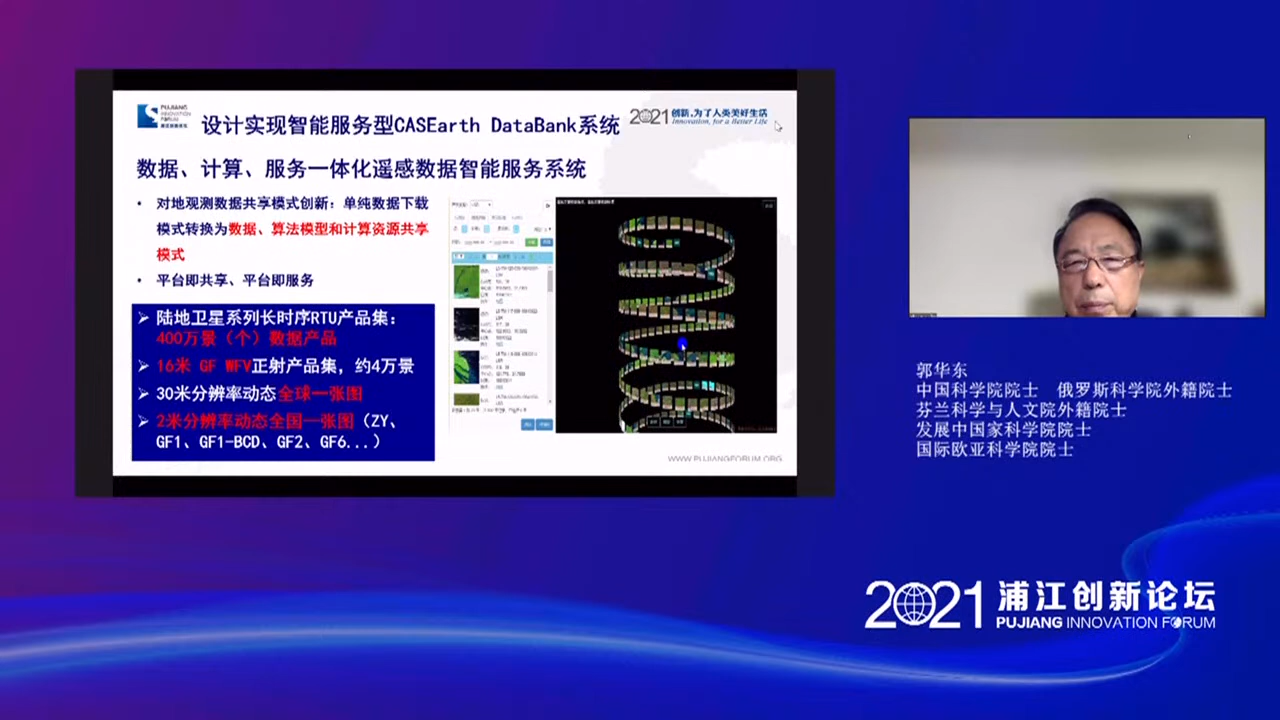 PUJIANG
INNOVATION
FORUM
浦江创新论坛
设计实现智能服务型CASEarth DataBank系统
2021 创新,为了人类美好生活
Innovation, for a Better Life
数据、计算、服务一体化遥感数据智能服务系统
• 对地观测数据共享模式创新：单纯数据下载
模式转换为数据、算法模型和计算资源共享
模式
• 平台即共享、平台即服务
➢ 陆地卫星系列长时序RTU产品集：
400万景（个）数据产品
➢ 16米 GF WFV正射产品集，约4万景
➢ 30米分辨率动态全球一张图
➢ 2米分辨率动态全国一张图（ZY、
GF1、GF1-BCD、GF2、GF6...）
WWW.PUJIANGFORUM.ORG
郭华东
中国科学院院士 俄罗斯科学院外籍院士
芬兰科学与人文院外籍院士
发展中国家科学院院士
国际欧亚科学院院士
2021 浦江创新论坛
PUJIANG INNOVATION FORUM